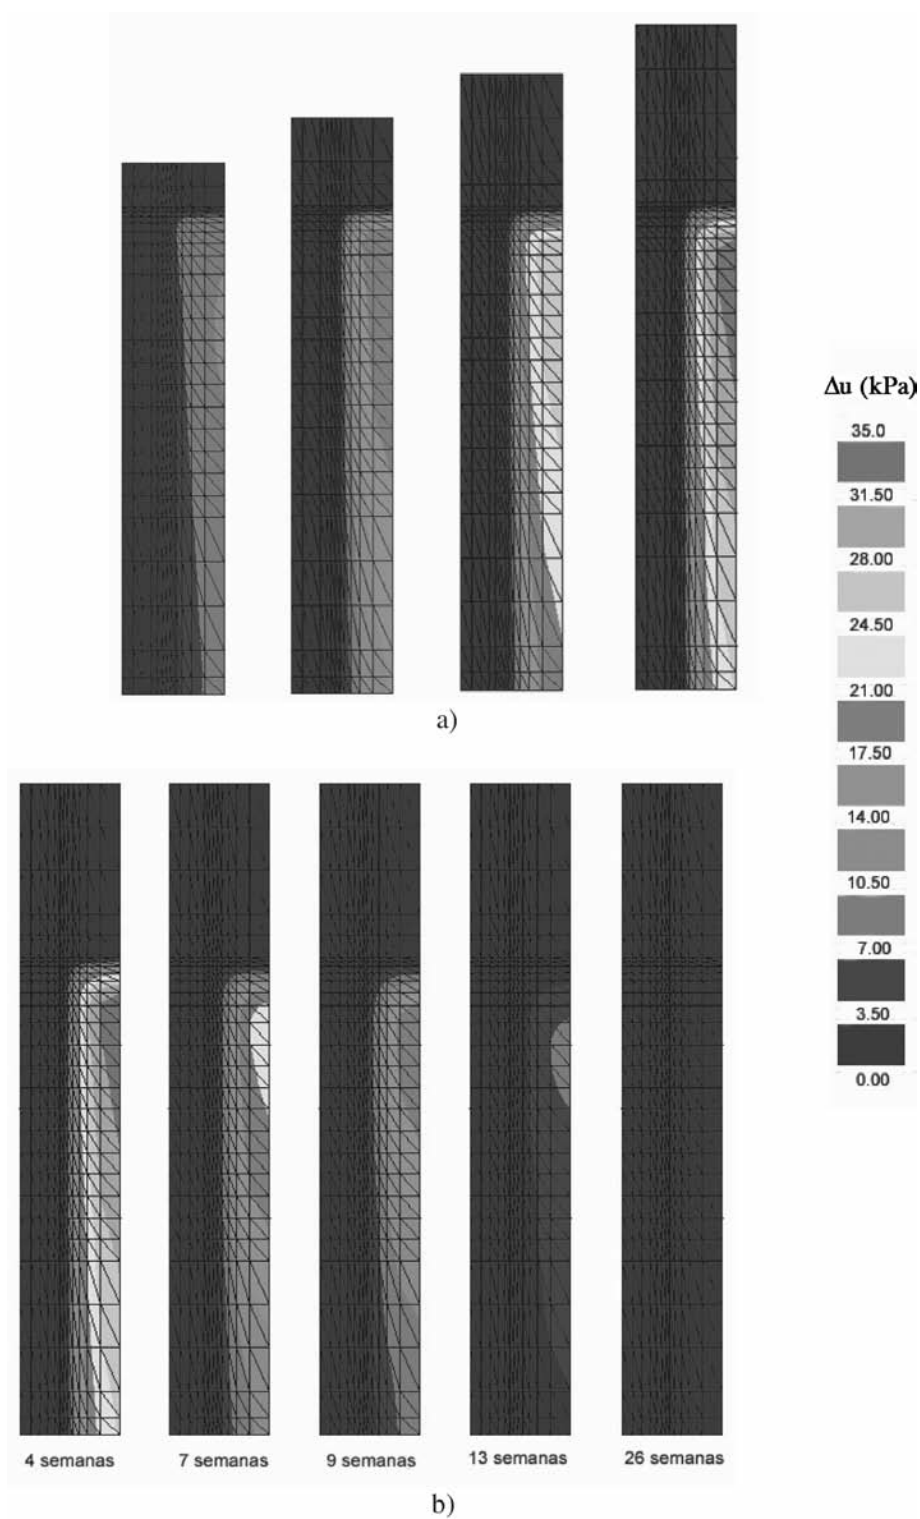 a)
Δu (kPa)
35.0
31.50
28.00
24.50
21.00
17.50
14.00
10.50
7.00
3.50
0.00
4 semanas
7 semanas
9 semanas
13 semanas
26 semanas
b)